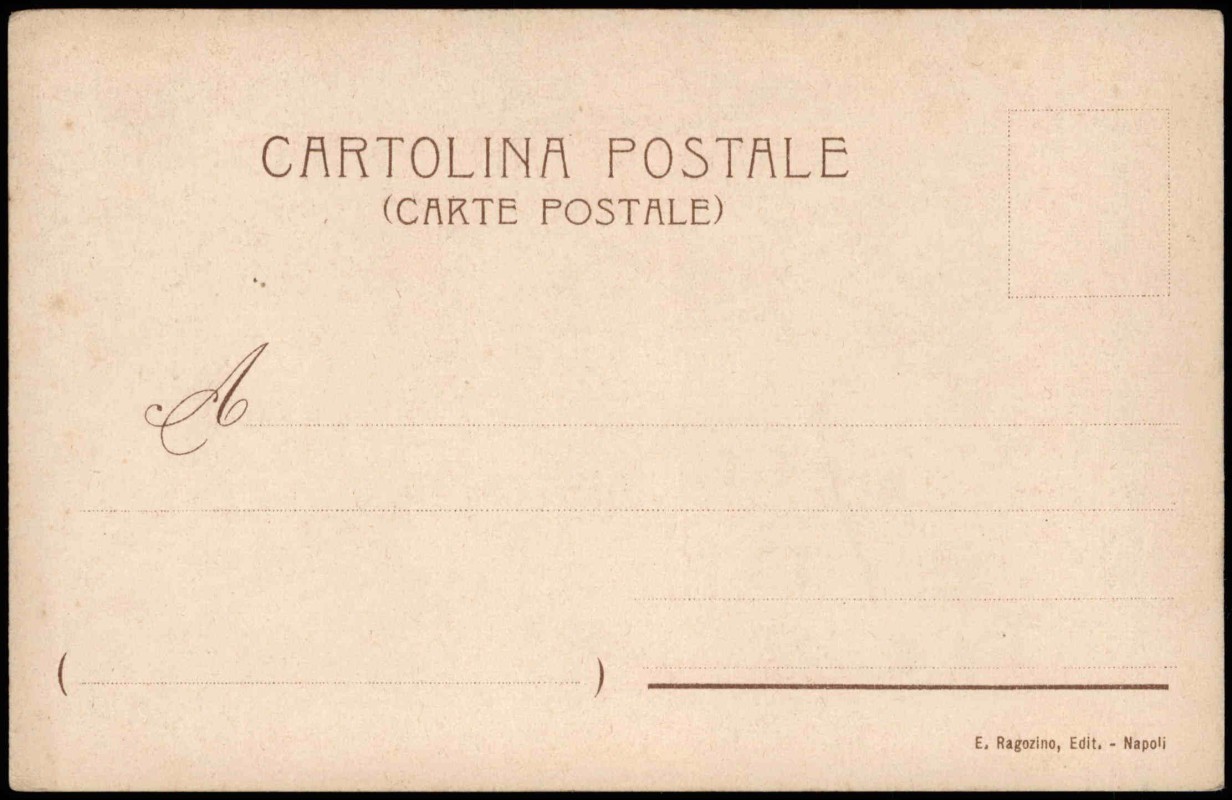 CARTOLINA POSTALE
(CARTE POSTALE)
A
( )
E. Ragozino, Edit. - Napoli